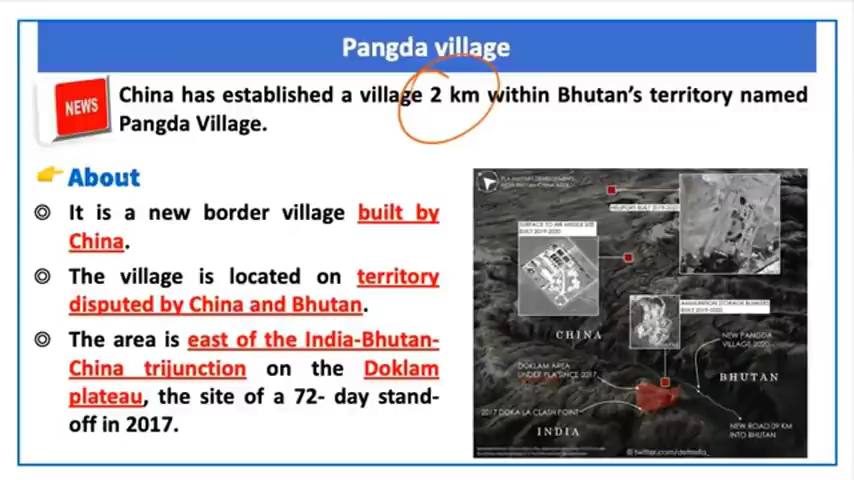 Pangda village
NEWS
China has established a village 2 km within Bhutan's territory named
Pangda Village.
About
It is a new border village built by
China.
The village is located on territory
disputed by China and Bhutan.
The area is east of the India-Bhutan-
China trijunction on the Doklam
plateau, the site of a 72- day stand-
off in 2017.
HELIPORT BUILT 2019-2020
SURFACE TO AIR MISSILE SITE
BUILT 2019-2020
AMMUNITION STORAGE BUNKERS
BUILT 2019-2020
CHINA
NEW PANGDA
VILLAGE 2020
DOKLAM AREA
UNDER PLA SINCE 2017
BHUTAN
2017 DOKA LA CLASH POINT
INDIA
NEW ROAD 09 KM
INTO BHUTAN